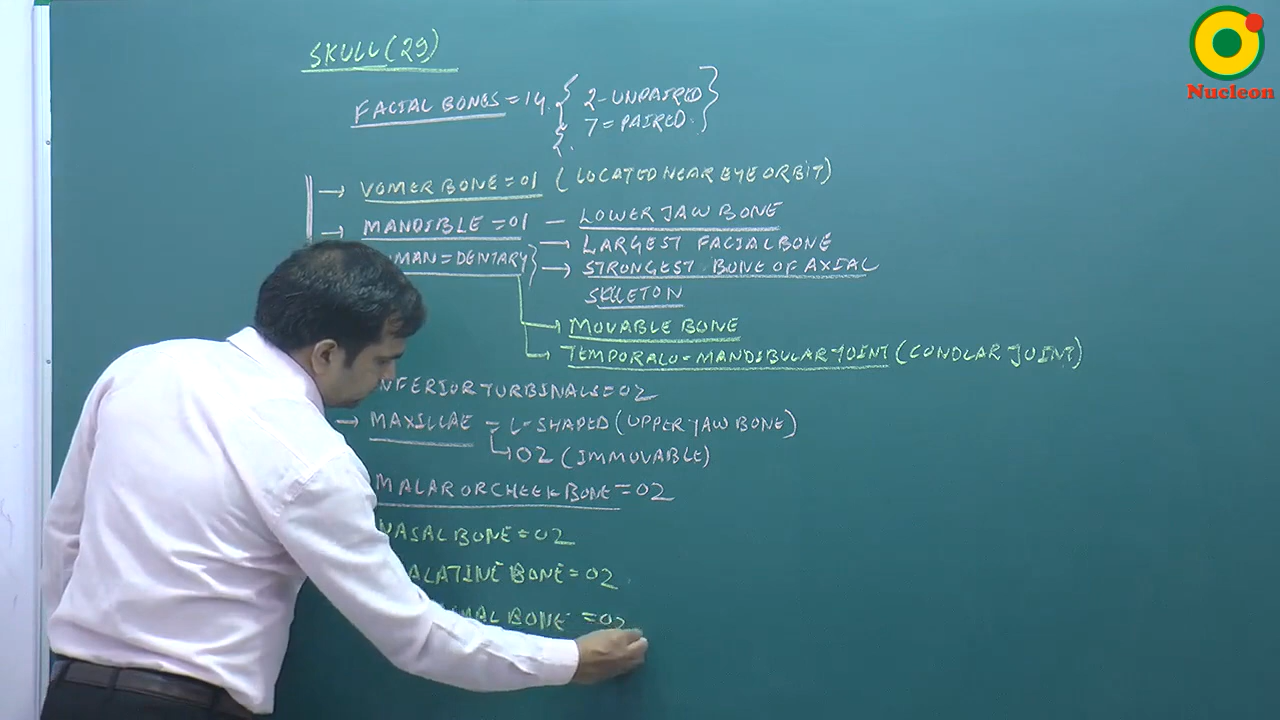 SKULL (29)
FACIAL BONES = 14 { 2 - UNPAIRED
7 = PAIRED }
→ VOMER BONE = 01 (LOCATED NEAR EYE ORBIT)
→ MANDIBLE = 01 — LOWER JAW BONE
→ LARGEST FACIAL BONE
MAN = DENTARY } → STRONGEST BONE OF AXIAL
SKELETON
→ MOVABLE BONE
→ TEMPORALO - MANDIBULAR JOINT (CONDLAR JOINT)
NFERIOR TURBINALS = 02
→ MAXILLAE = L-SHAPED (UPPER JAW BONE)
→ 02 (IMMOVABLE)
MALAR OR CHEEK BONE = 02
NASAL BONE = 02
ALATINE BONE = 02
MAL BONE = 02
Nucleon